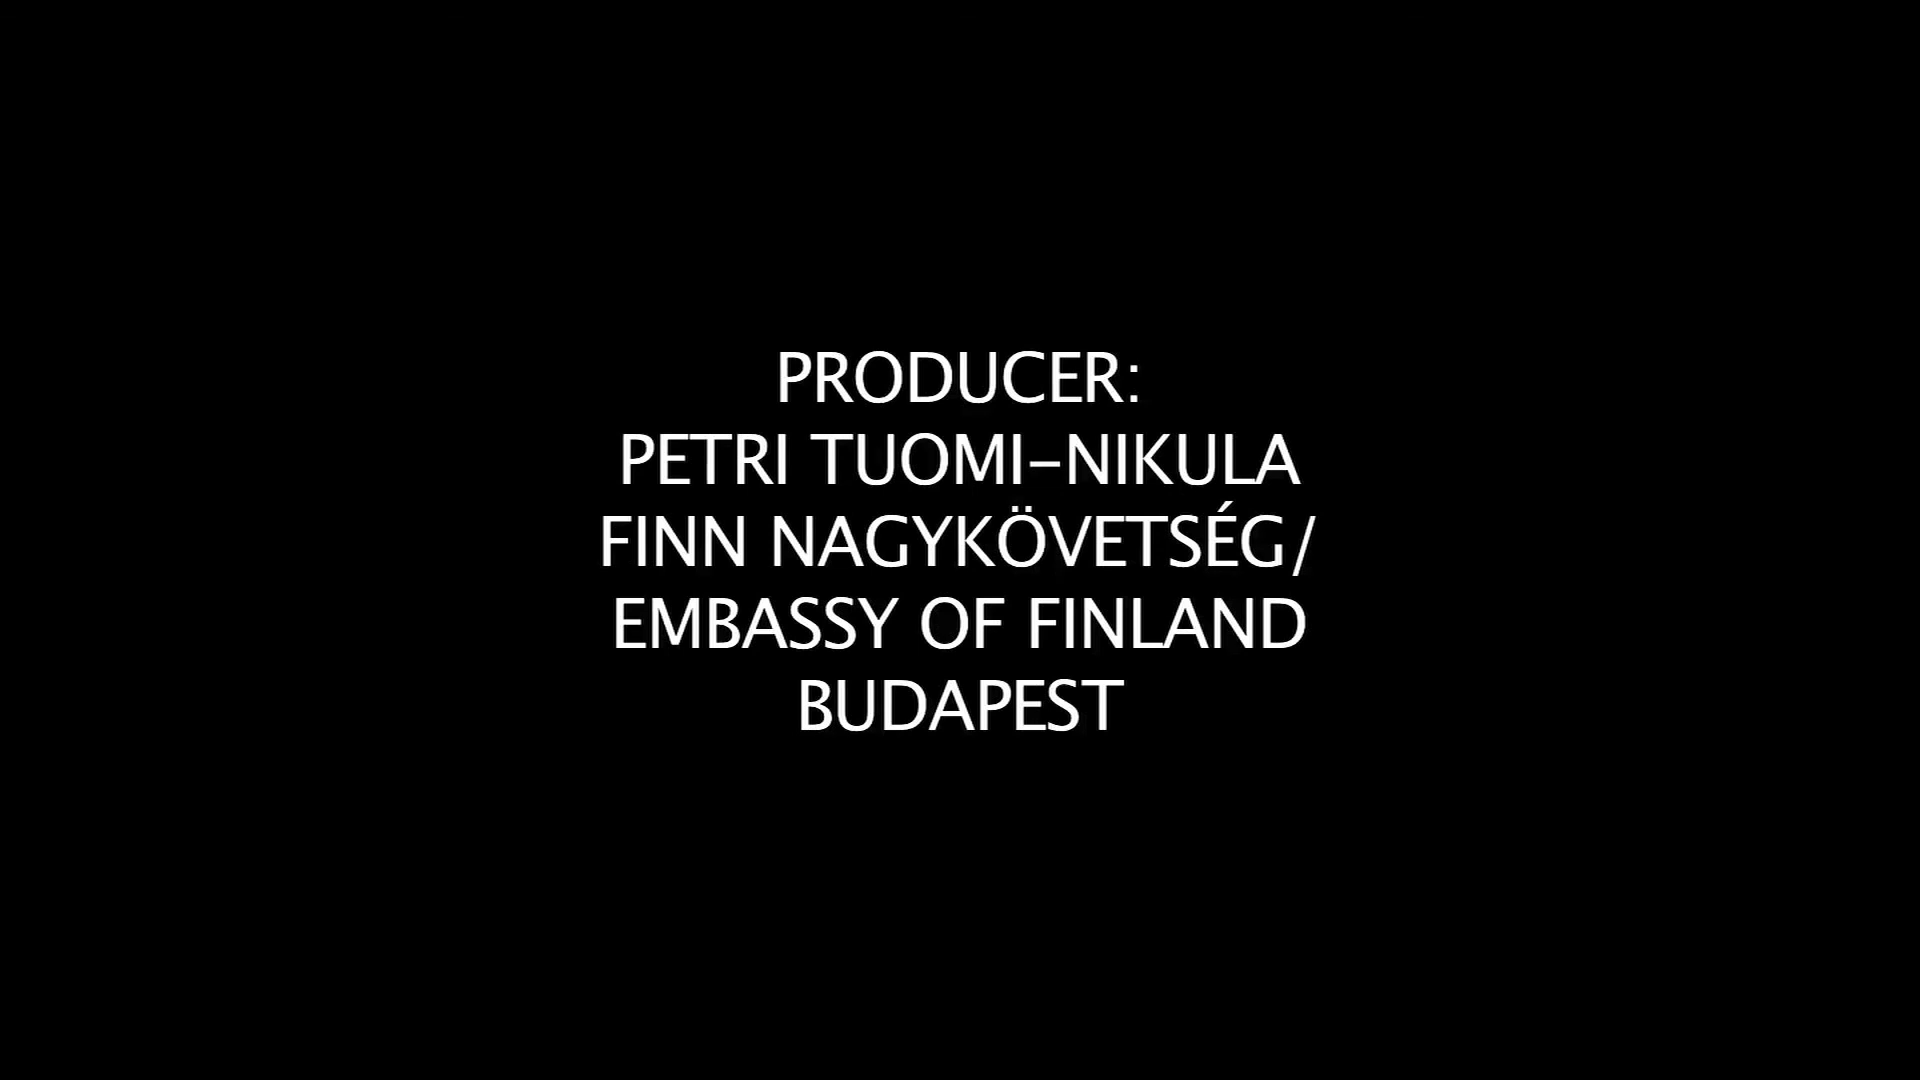 PRODUCER:
PETRI TUOMI-NIKULA
FINN NAGYKÖVETSÉG/
EMBASSY OF FINLAND
BUDAPEST